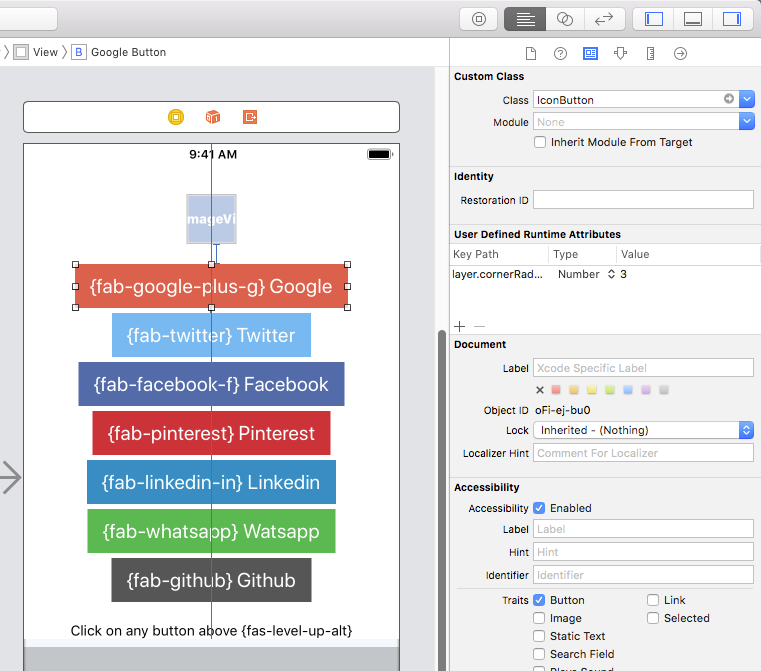 View
B
Google Button
Custom Class
Class IconButton
Module None
Inherit Module From Target
Identity
Restoration ID
User Defined Runtime Attributes
Key Path Type Value
layer.cornerRad... Number 3
Document
Label Xcode Specific Label
Object ID oFi-ej-bu0
Lock Inherited - (Nothing)
Localizer Hint Comment For Localizer
Accessibility
Accessibility Enabled
Label Label
Hint Hint
Identifier Identifier
Traits Button Link
Image Selected
Static Text
Search Field
Plays Sound
9:41 AM
mageVi
{fab-google-plus-g} Google
{fab-twitter} Twitter
{fab-facebook-f} Facebook
{fab-pinterest} Pinterest
{fab-linkedin-in} Linkedin
{fab-whatsapp} Watsapp
{fab-github} Github
Click on any button above {fas-level-up-alt}